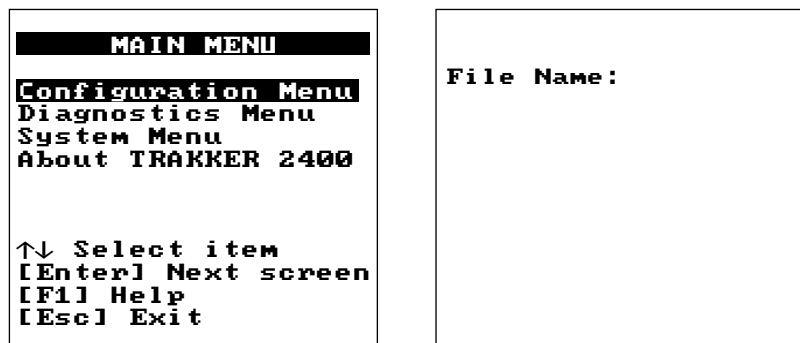 MAIN MENU
Configuration Menu
Diagnostics Menu
System Menu
About TRAKKER 2400
↑↓ Select item
[Enter] Next screen
[F1] Help
[Esc] Exit
File Name: